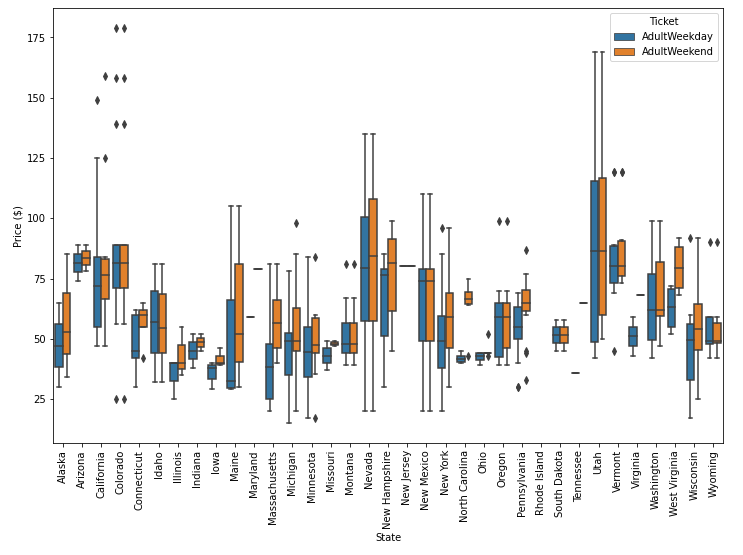 Ticket
AdultWeekday
AdultWeekend
Price ($)
175
150
125
100
75
50
25
Alaska
Arizona
California
Colorado
Connecticut
Idaho
Illinois
Indiana
Iowa
Maine
Maryland
Massachusetts
Michigan
Minnesota
Missouri
Montana
Nevada
New Hampshire
New Jersey
New Mexico
New York
North Carolina
Ohio
Oregon
Pennsylvania
Rhode Island
South Dakota
Tennessee
Utah
Vermont
Virginia
Washington
West Virginia
Wisconsin
Wyoming
State